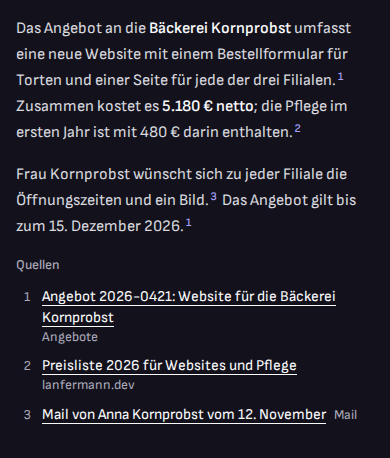 Das Angebot an die Bäckerei Kornprobst umfasst
eine neue Website mit einem Bestellformular für
Torten und einer Seite für jede der drei Filialen. 1
Zusammen kostet es 5.180 € netto; die Pflege im
ersten Jahr ist mit 480 € darin enthalten. 2
Frau Kornprobst wünscht sich zu jeder Filiale die
Öffnungszeiten und ein Bild. 3 Das Angebot gilt bis
zum 15. Dezember 2026. 1
Quellen
1 Angebot 2026-0421: Website für die Bäckerei
Kornprobst
Angebote
2 Preisliste 2026 für Websites und Pflege
lanfermann.dev
3 Mail von Anna Kornprobst vom 12. November Mail